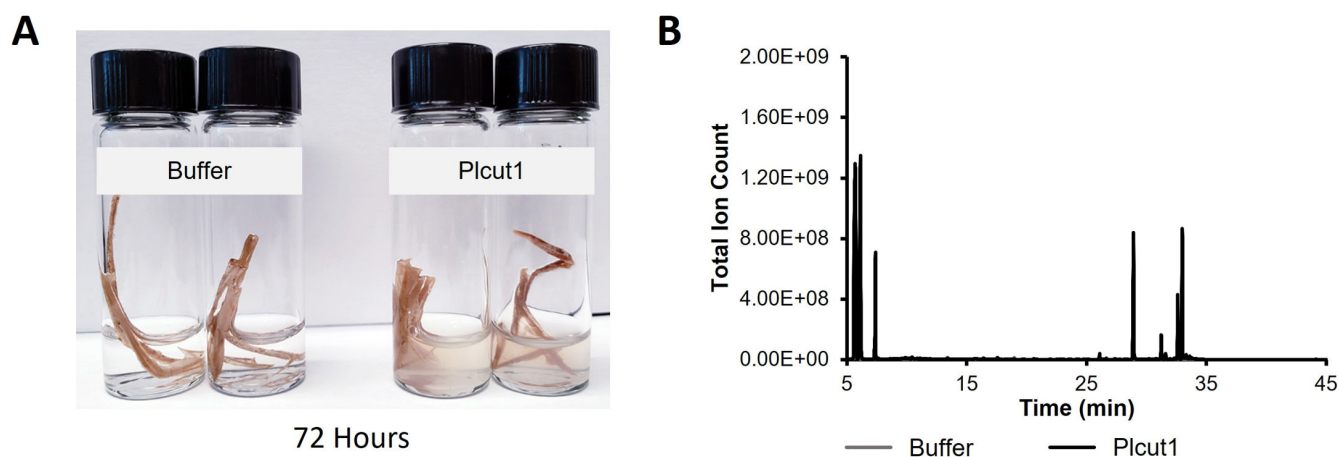 A
Buffer
Plcut1
72 Hours
B
Total Ion Count
2.00E+09
1.60E+09
1.20E+09
8.00E+08
4.00E+08
0.00E+00
5 15 25 35 45
Time (min)
Buffer
Plcut1